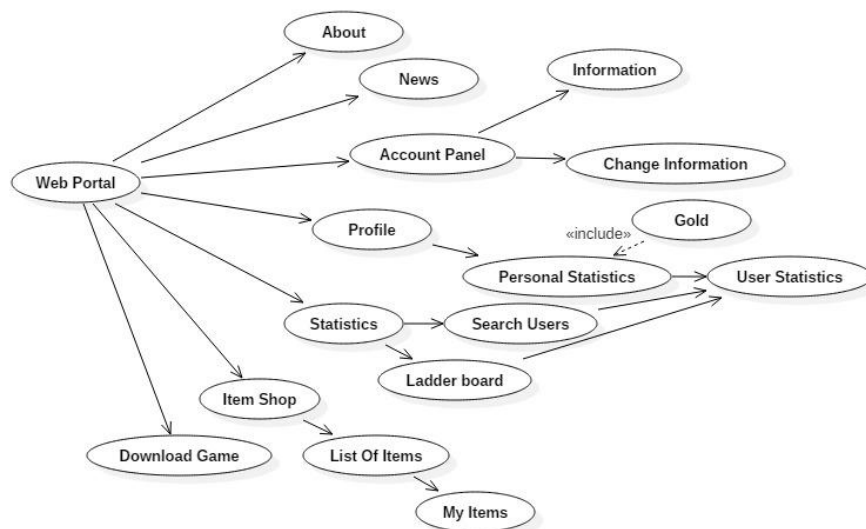 About
News
Information
Account Panel
Change Information
Web Portal
Profile
Gold
«include»
Personal Statistics
User Statistics
Statistics
Search Users
Ladder board
Item Shop
Download Game
List Of Items
My Items